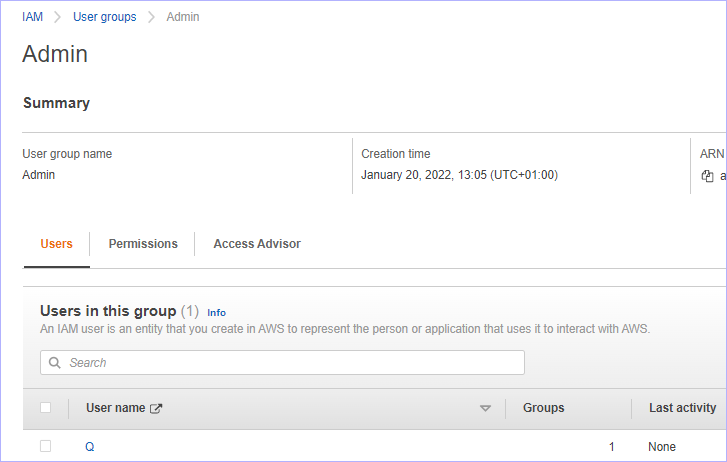 IAM User groups Admin
Admin
Summary
User group name Creation time ARN
Admin January 20, 2022, 13:05 (UTC+01:00) a
Users Permissions Access Advisor
Users in this group (1) Info
An IAM user is an entity that you create in AWS to represent the person or application that uses it to interact with AWS.
Search
User name Groups Last activity
Q 1 None